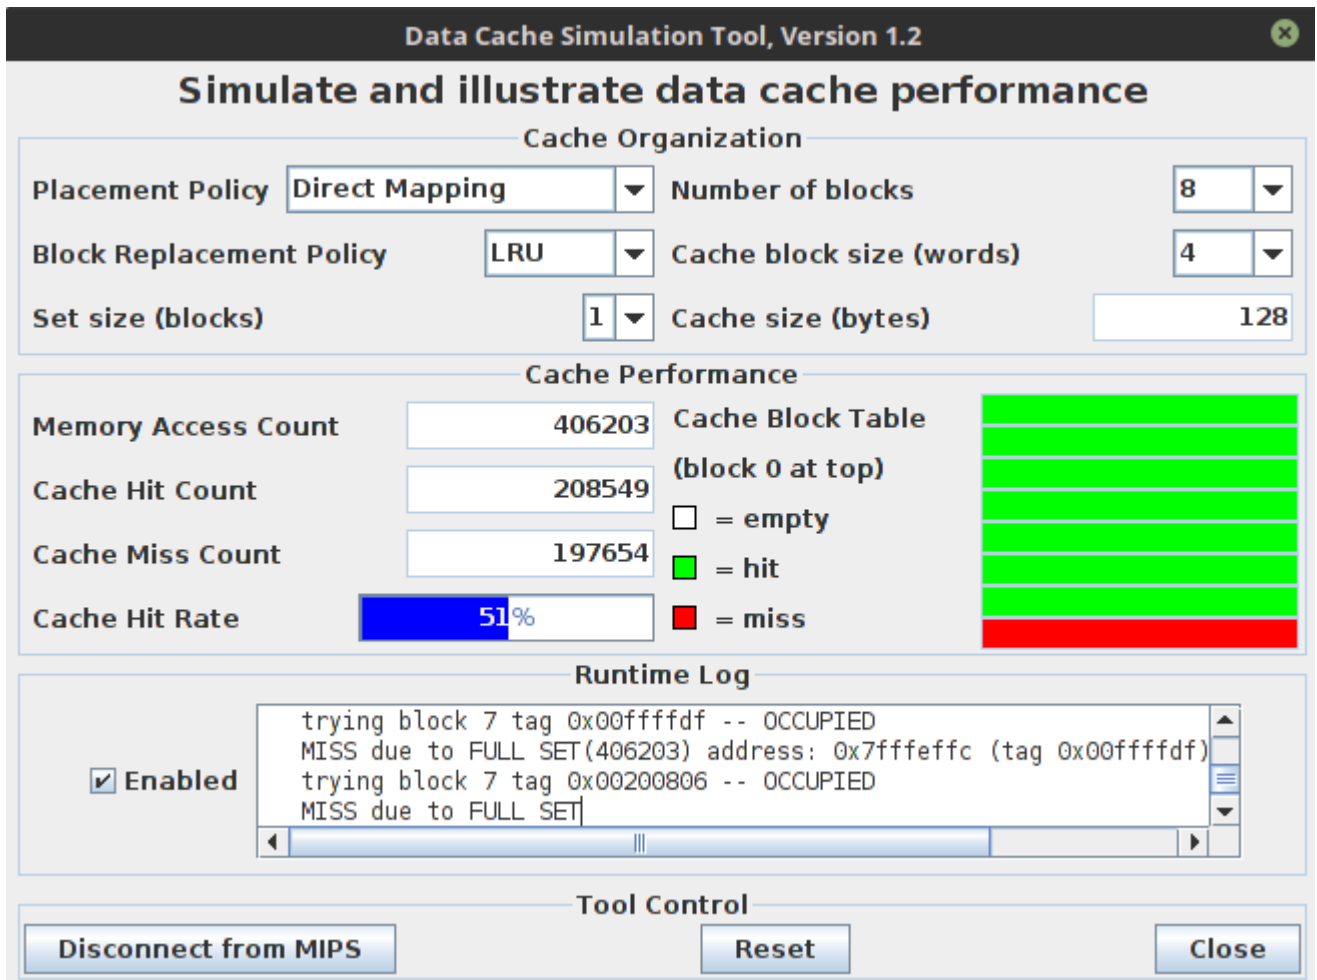 Data Cache Simulation Tool, Version 1.2
Simulate and illustrate data cache performance
Cache Organization
Placement Policy Direct Mapping Number of blocks 8
Block Replacement Policy LRU Cache block size (words) 4
Set size (blocks) 1 Cache size (bytes) 128
Cache Performance
Memory Access Count 406203 Cache Block Table
(block 0 at top)
Cache Hit Count 208549
= empty
Cache Miss Count 197654
= hit
Cache Hit Rate 51% = miss
Runtime Log
trying block 7 tag 0x00ffffdf -- OCCUPIED
MISS due to FULL SET(406203) address: 0x7fffeffc (tag 0x00ffffdf)
Enabled trying block 7 tag 0x00200806 -- OCCUPIED
MISS due to FULL SET
Tool Control
Disconnect from MIPS Reset Close